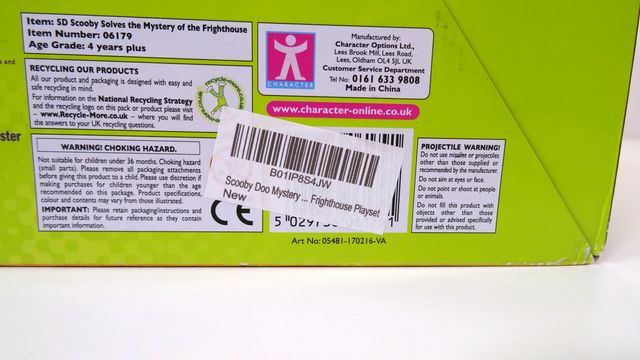 Item: SD Scooby Solves the Mystery of the Frighthouse
Item Number: 06179
Age Grade: 4 years plus
RECYCLING OUR PRODUCTS
All our product and packaging is designed with easy and
safe recycling in mind.
For information on the National Recycling Strategy
and the recycling logo on this pack or product please visit
- www.Recycle-More.co.uk - where you will find
the answers to your UK recycling questions.
and
ster
WARNING! CHOKING HAZARD.
Not suitable for children under 36 months. Choking hazard
(small parts). Please remove all packaging attachments
before giving this product to a child. Please use discretion if
making purchases for children younger than the age
recommended on this package. Product specifications,
colour and contents may vary from those illustrated.
IMPORTANT: Please retain packaging/instructions and
purchase details for future reference as they contain
important information.
CE
CHARACTER
Manufactured by:
Character Options Ltd.,
Lees Brook Mill, Lees Road,
Lees, Oldham OL4 5JL UK
Customer Service Department
Tel No: 0161 633 9808
Made in China
www.character-online.co.uk
B01IP8S4JW
Scooby Doo Mystery ... Frighthouse Playset
New
Art No: 05481-170216-VA
PROJECTILE WARNING!
Do not use missiles or projectiles
other than those supplied or
recommended by the manufacturer.
Do not aim at eyes or face.
Do not point or shoot at people
or animals.
Do not fill this product with
objects other than those
provided or advised specifically
for use with this product.